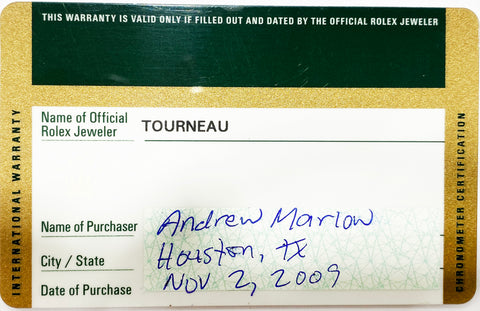 THIS WARRANTY IS VALID ONLY IF FILLED OUT AND DATED BY THE OFFICIAL ROLEX JEWELER
INTERNATIONAL WARRANTY
Name of Official
Rolex Jeweler TOURNEAU
Name of Purchaser Andrew Marlow
City / State Houston, TX
Date of Purchase Nov 2, 2009
CHRONOMETER CERTIFICATION